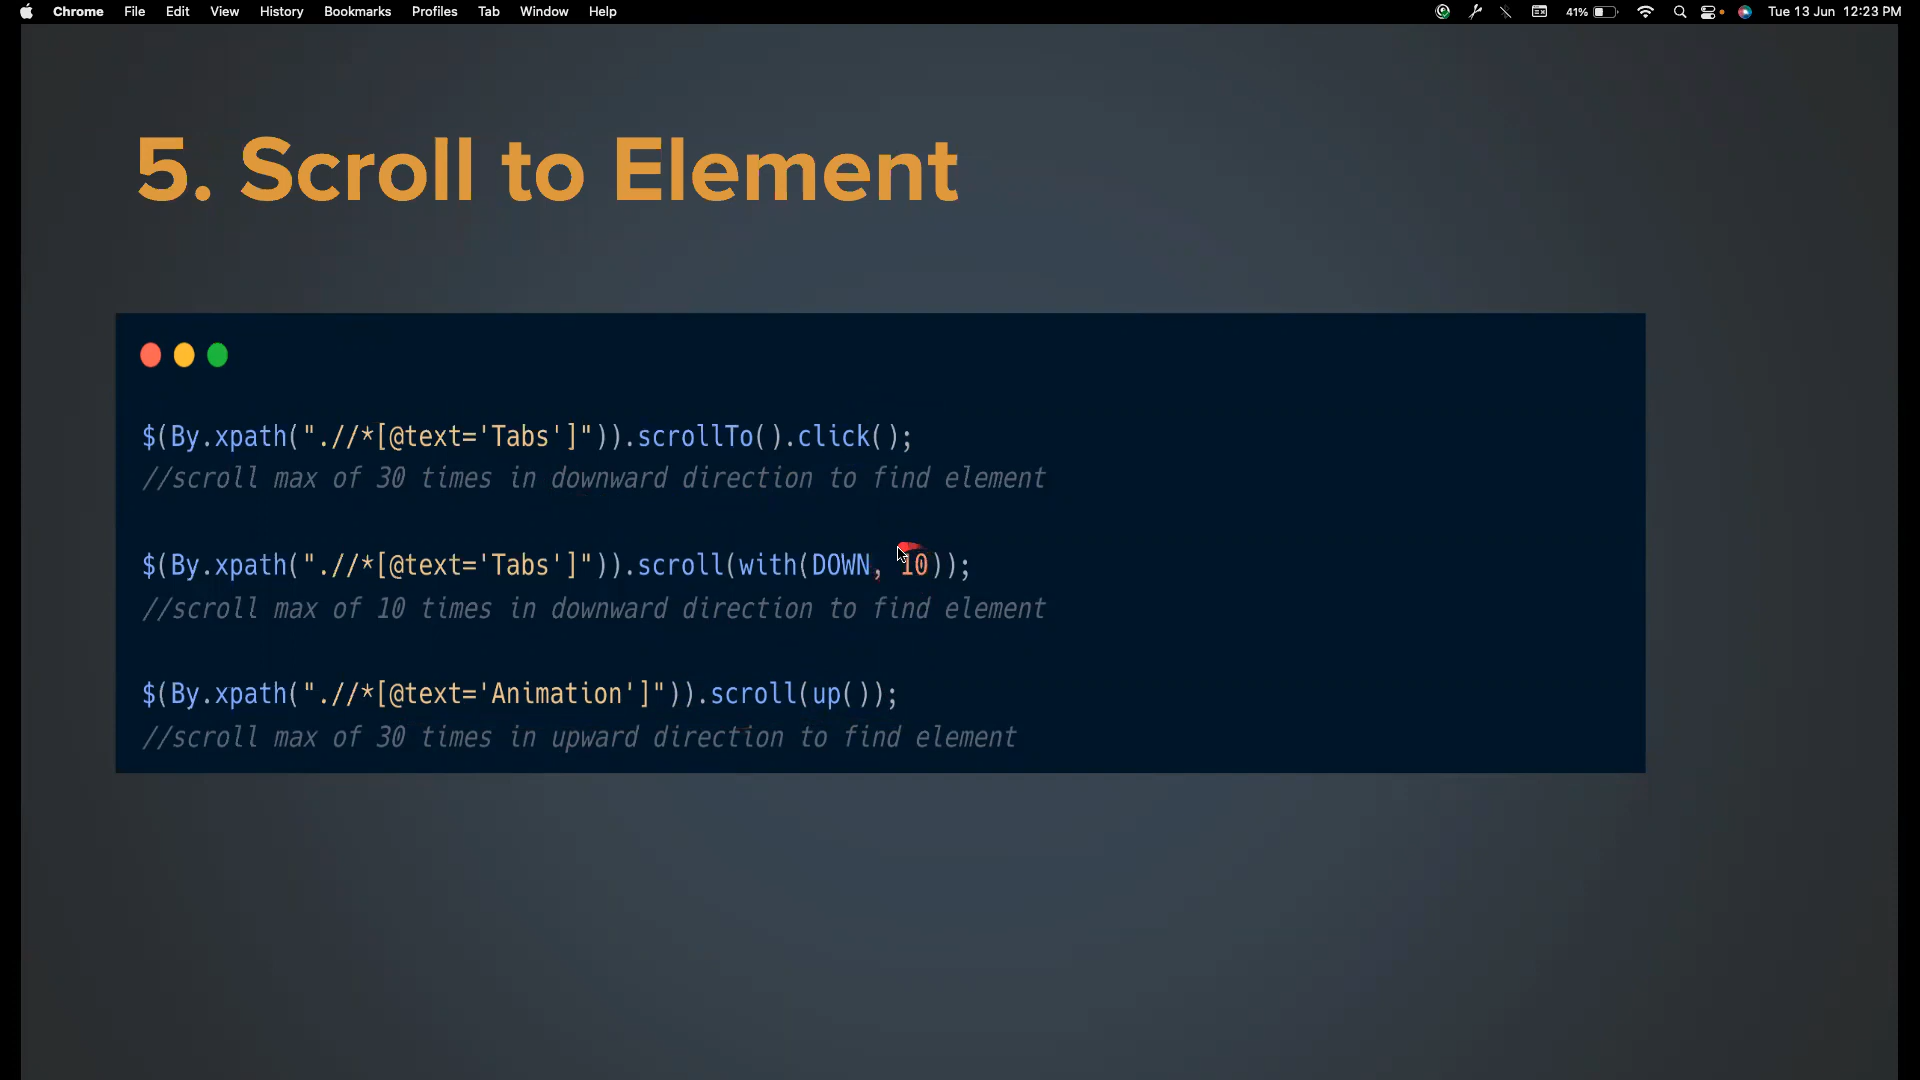 Chrome File Edit View History Bookmarks Profiles Tab Window Help 41% Tue 13 Jun 12:23 PM
5. Scroll to Element
$(By.xpath(".//*[@text='Tabs']")).scrollTo().click();
//scroll max of 30 times in downward direction to find element
$(By.xpath(".//*[@text='Tabs']")).scroll(with(DOWN, 10));
//scroll max of 10 times in downward direction to find element
$(By.xpath(".//*[@text='Animation']")).scroll(up());
//scroll max of 30 times in upward direction to find element